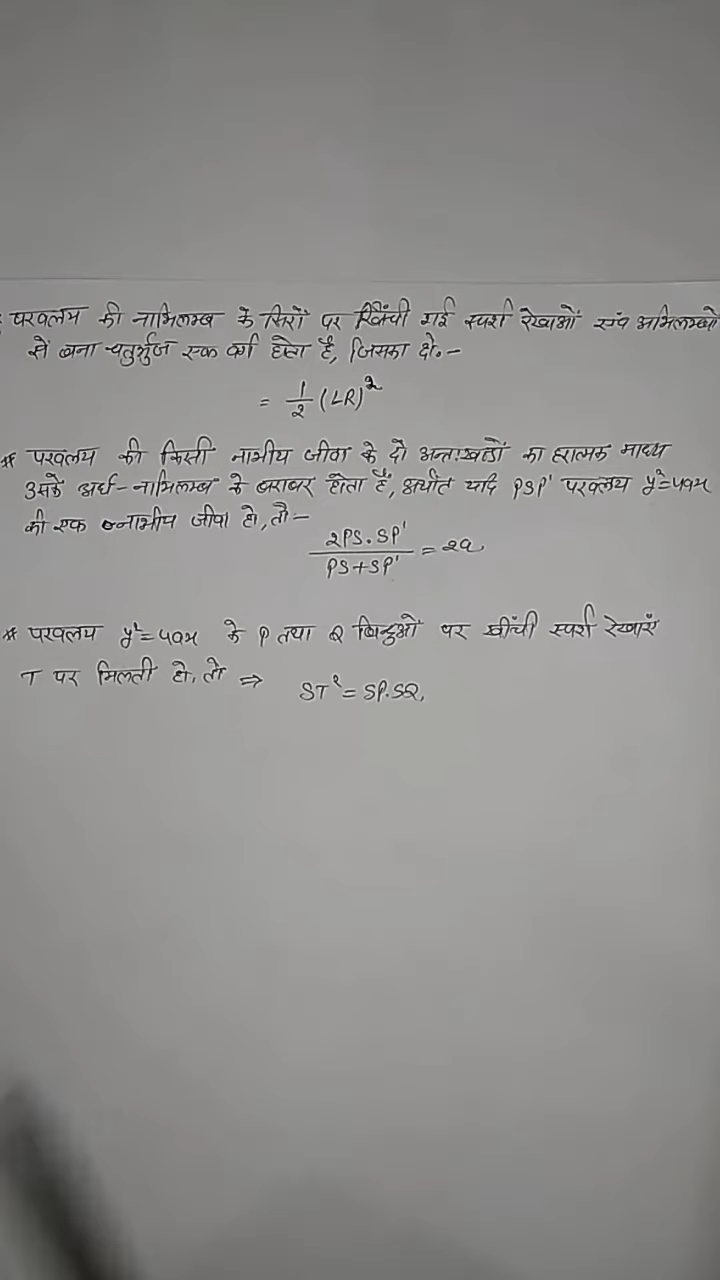 परवलय की नाभिलम्ब के सिरों पर खिंची गई स्पर्श रेखाओं एवं अभिलम्बो
से बना चतुर्भुज एक वर्ग होता है, जिसका क्षे.-
= 1/2 (LR)²
* परवलय की किसी नाभीय जीवा के दो अन्तःखण्डों का हरात्मक माध्य
उसके अर्ध-नाभिलम्ब के बराबर होता है, अर्थात यदि PSP' परवलय y²=4ax
की एक नाभीय जीवा हो, तो-
2PS.SP'/PS+SP' = 2a
* परवलय y²=4ax के P तथा Q बिन्दुओं पर खींची स्पर्श रेखाएं
T पर मिलती हो, तो ⇒ ST²=SP.SQ,